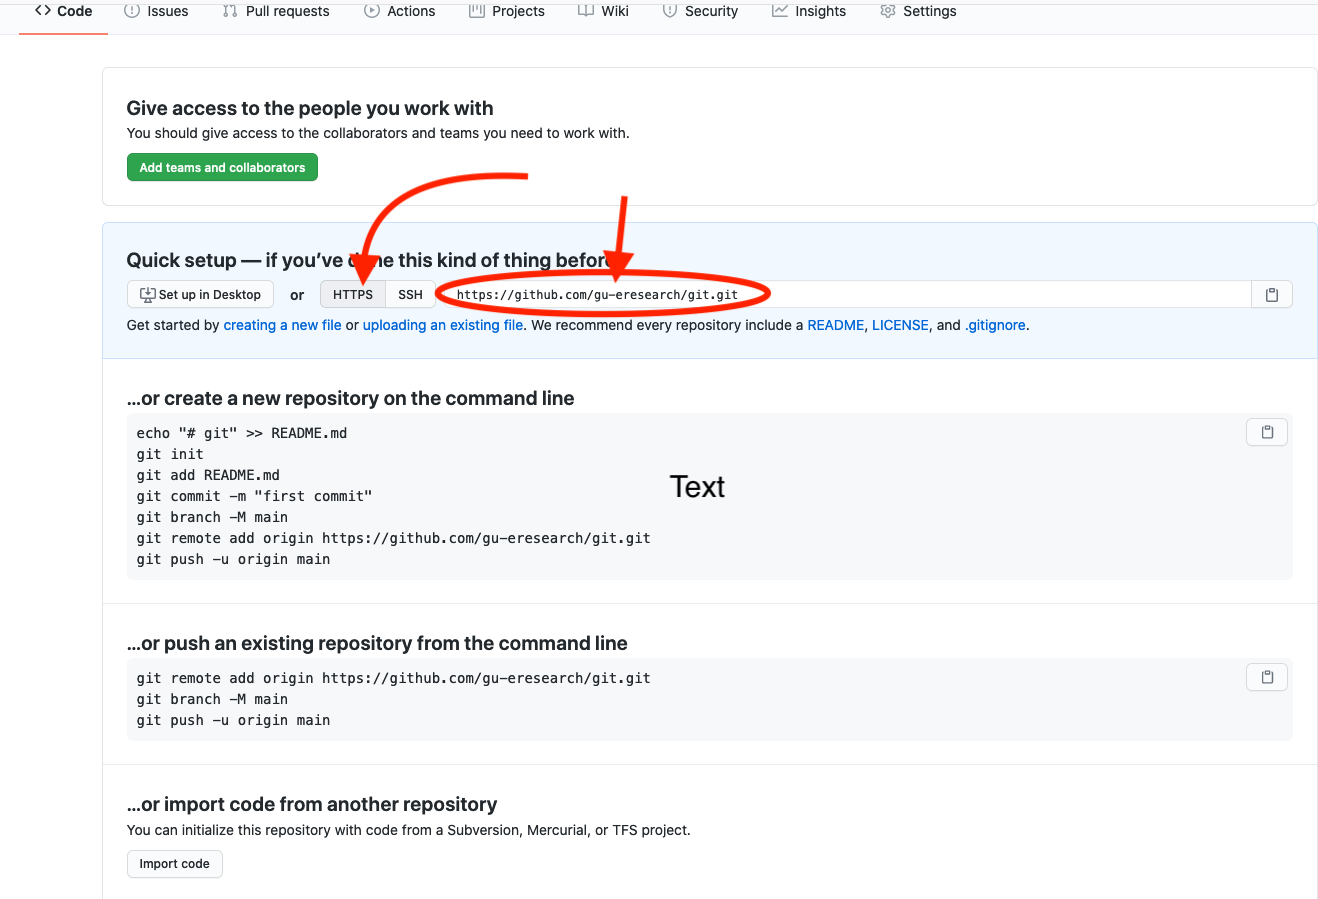 Code Issues Pull requests Actions Projects Wiki Security Insights Settings
Give access to the people you work with
You should give access to the collaborators and teams you need to work with.
Add teams and collaborators
Quick setup — if you’ve done this kind of thing before
Set up in Desktop or HTTPS SSH https://github.com/gu-eresearch/git.git
Get started by creating a new file or uploading an existing file. We recommend every repository include a README, LICENSE, and .gitignore.
…or create a new repository on the command line
echo "# git" >> README.md
git init
git add README.md
Text
git commit -m "first commit"
git branch -M main
git remote add origin https://github.com/gu-eresearch/git.git
git push -u origin main
…or push an existing repository from the command line
git remote add origin https://github.com/gu-eresearch/git.git
git branch -M main
git push -u origin main
…or import code from another repository
You can initialize this repository with code from a Subversion, Mercurial, or TFS project.
Import code